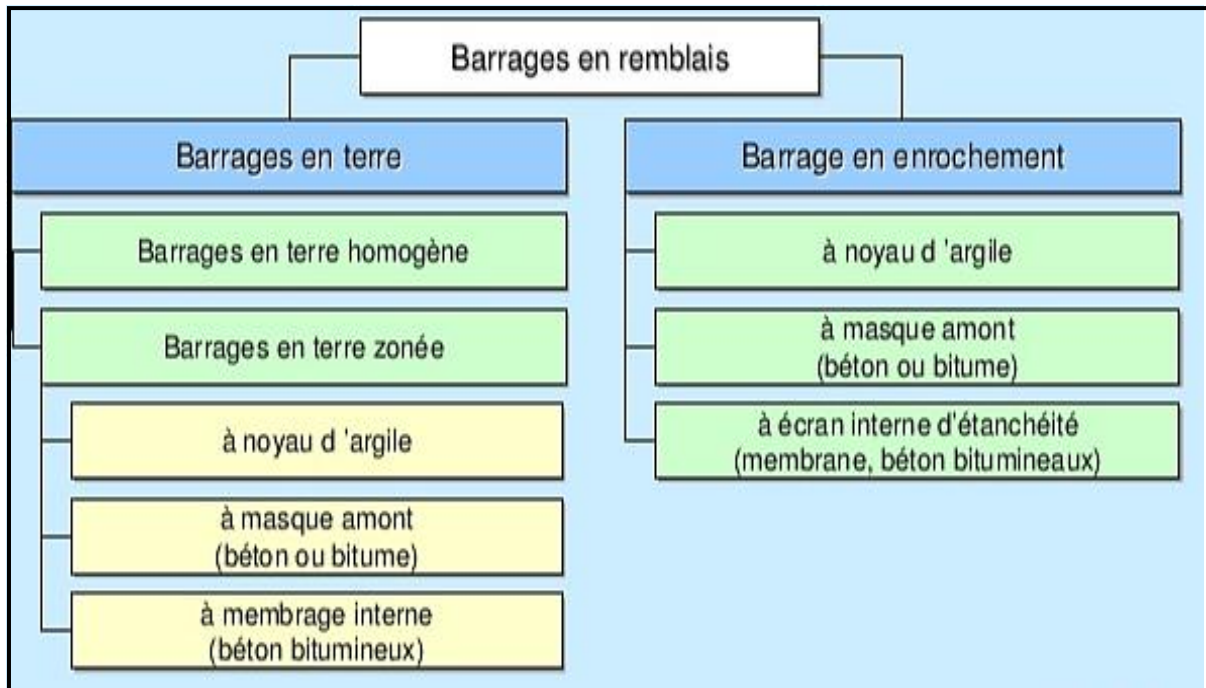 Barrages en remblais
Barrages en terre
Barrages en terre homogène
Barrages en terre zonée
à noyau d 'argile
à masque amont
(béton ou bitume)
à membrage interne
(béton bitumineux)
Barrage en enrochement
à noyau d 'argile
à masque amont
(béton ou bitume)
à écran interne d'étanchéité
(membrane, béton bitumineaux)